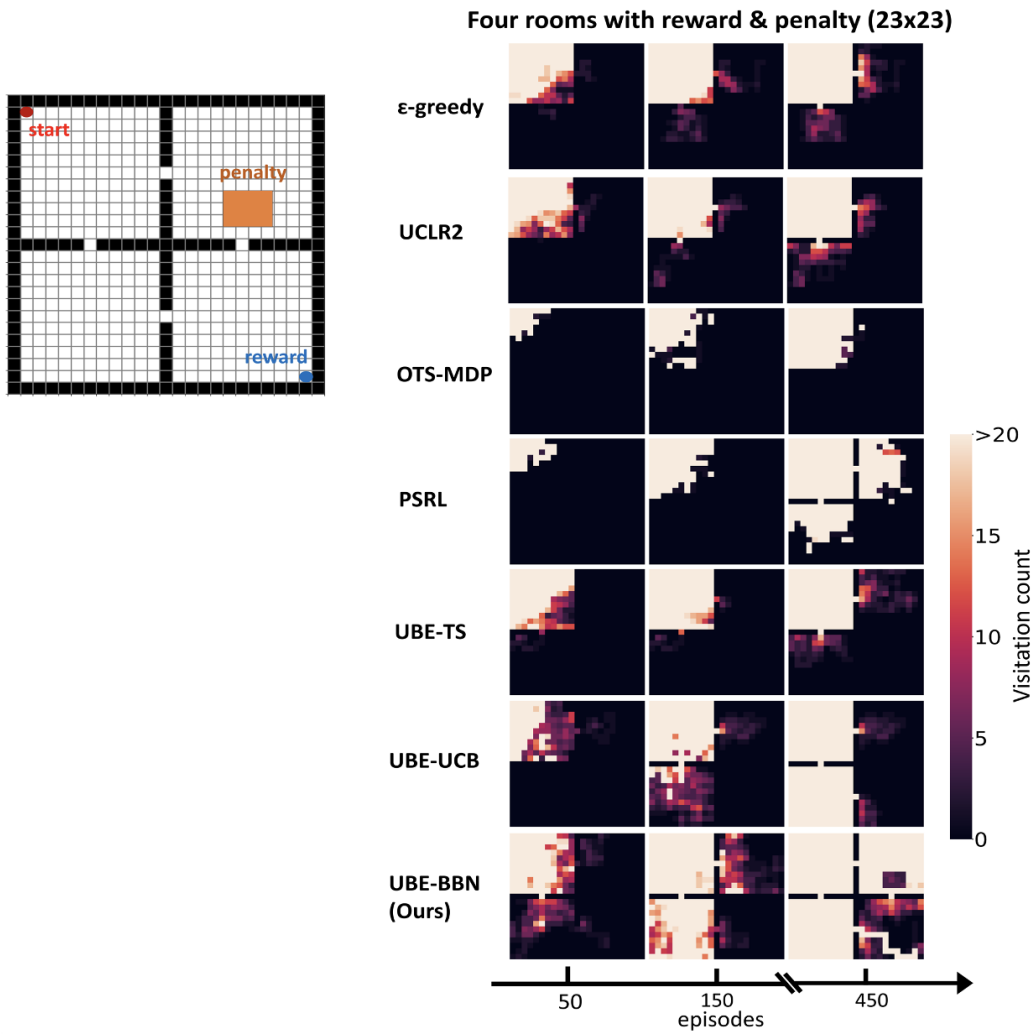 Four rooms with reward & penalty (23x23)
start
penalty
reward
ε-greedy
UCLR2
OTS-MDP
PSRL
UBE-TS
UBE-UCB
UBE-BBN
(Ours)
>20
15
10
5
0
Visitation count
50
150
450
episodes